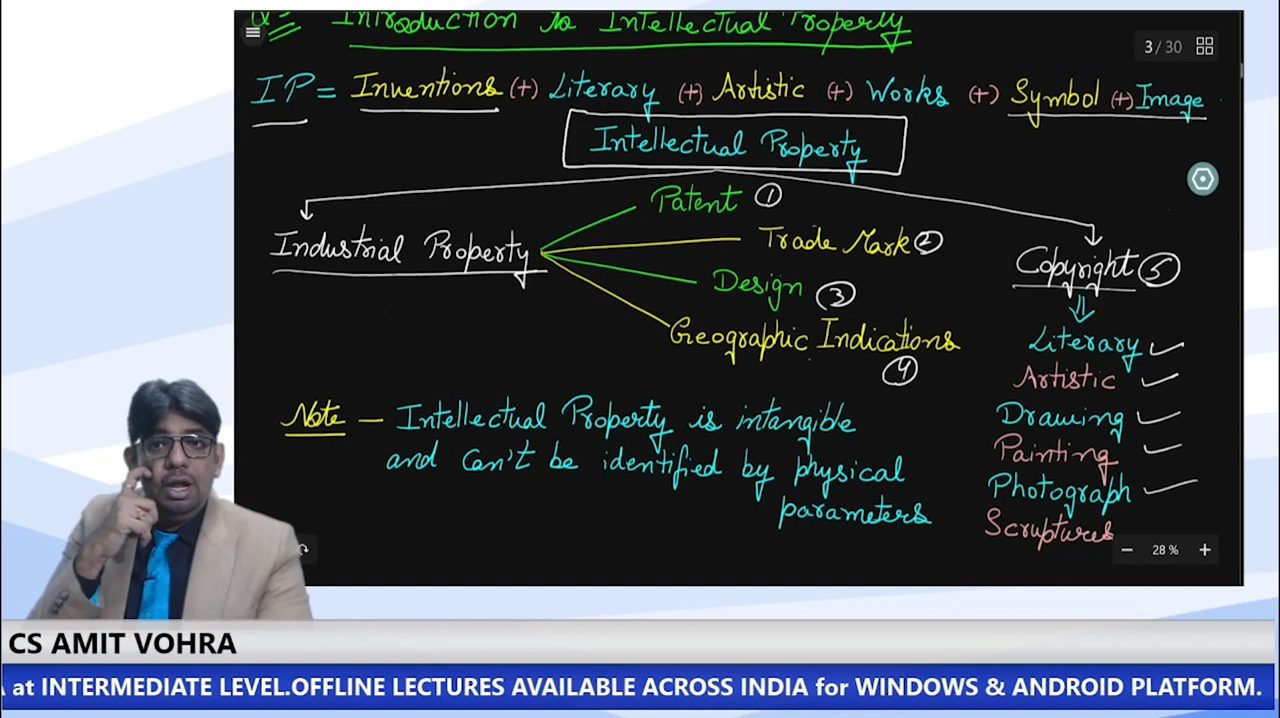 Q= Introduction to Intellectual Property
3 / 30
IP = Inventions (+) Literary (+) Artistic (+) Works (+) Symbol (+) Image
Intellectual Property
Industrial Property
Patent 1
Trade Mark 2
Design 3
Geographic Indications
4
Copyright 5
Literary
Artistic
Drawing
Painting
Photograph
Scruptures
Note – Intellectual Property is intangible
and can't be identified by physical
parameters
28 %
CS AMIT VOHRA
at INTERMEDIATE LEVEL.OFFLINE LECTURES AVAILABLE ACROSS INDIA for WINDOWS & ANDROID PLATFORM.